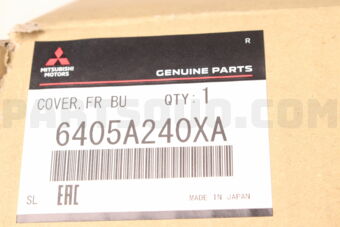 R
MITSUBISHI
MOTORS
GENUINE PARTS
COVER, FR BU QTY: 1
6405A240XA
SL EAC MADE IN JAPAN